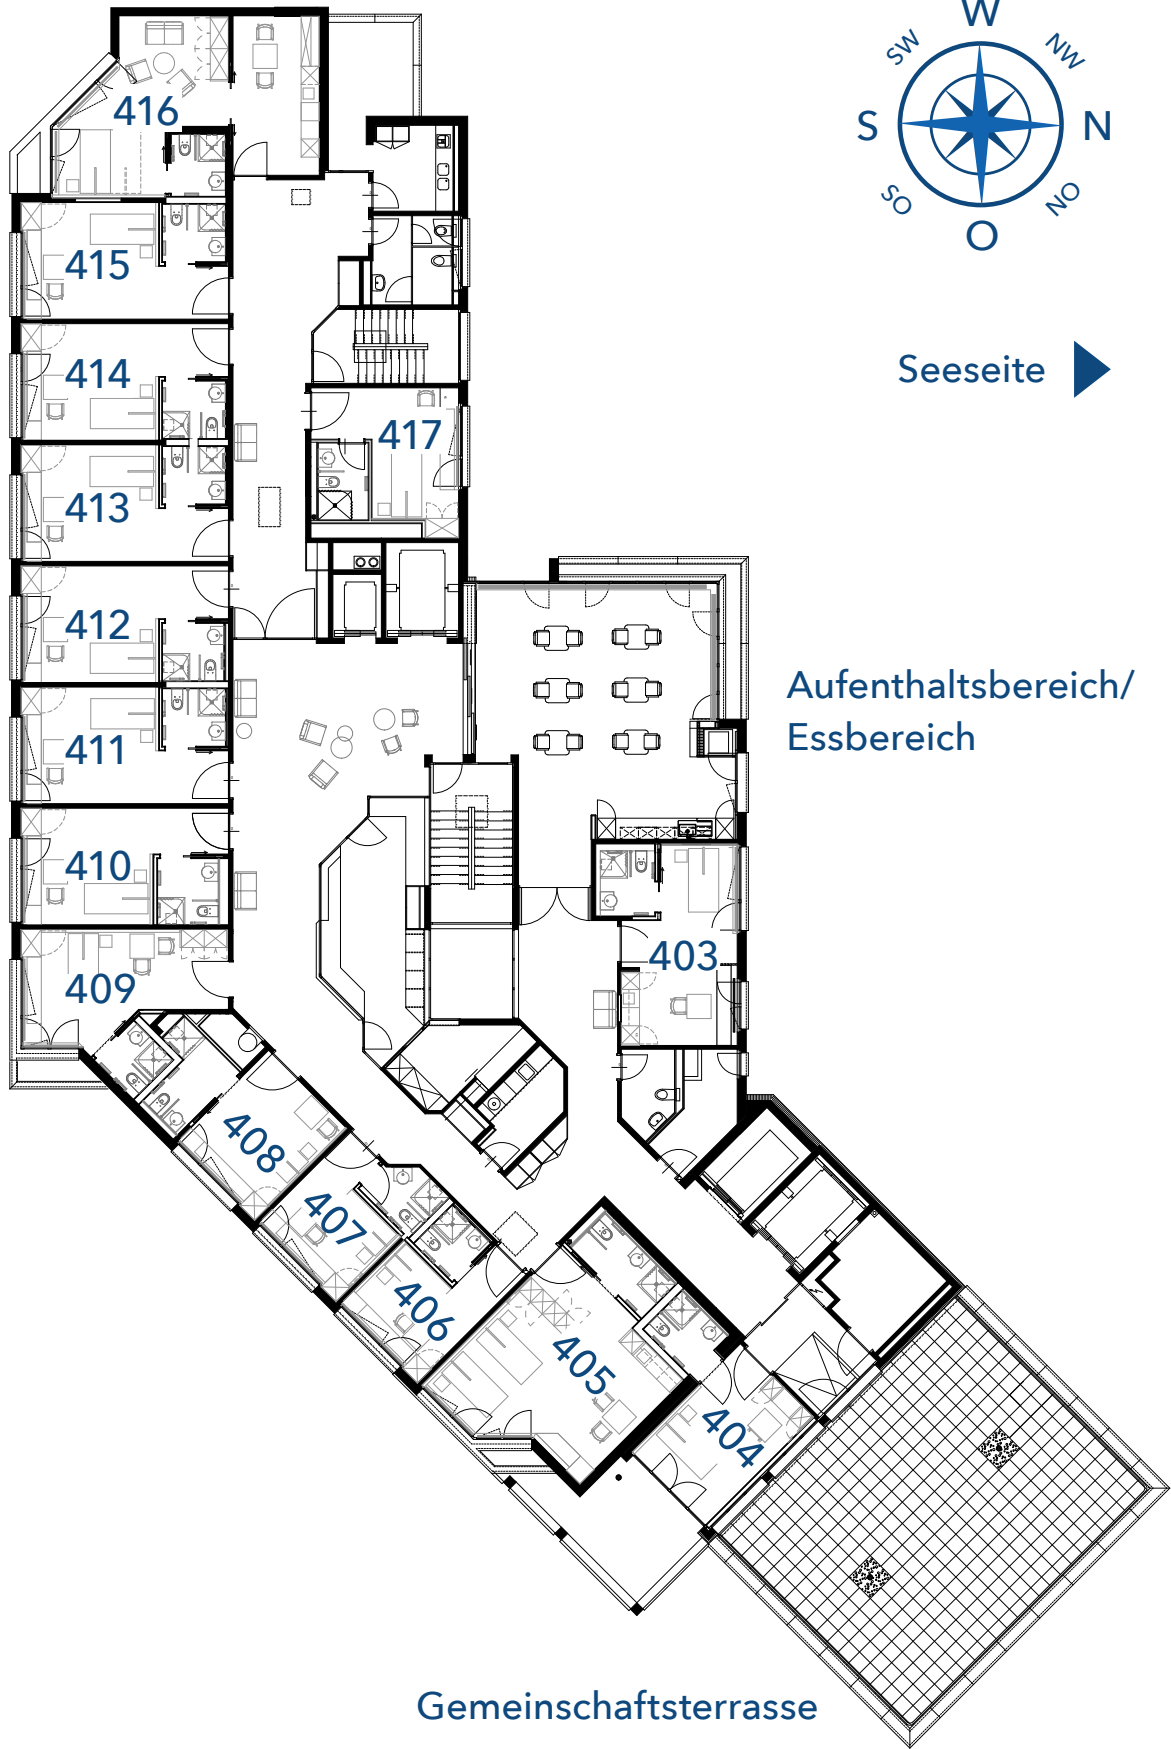 W
SW
NW
S
N
SO
NO
O
416
415
414
417
413
412
411
410
409
403
408
407
406
405
404
Seeseite
Aufenthaltsbereich/
Essbereich
Gemeinschaftsterrasse